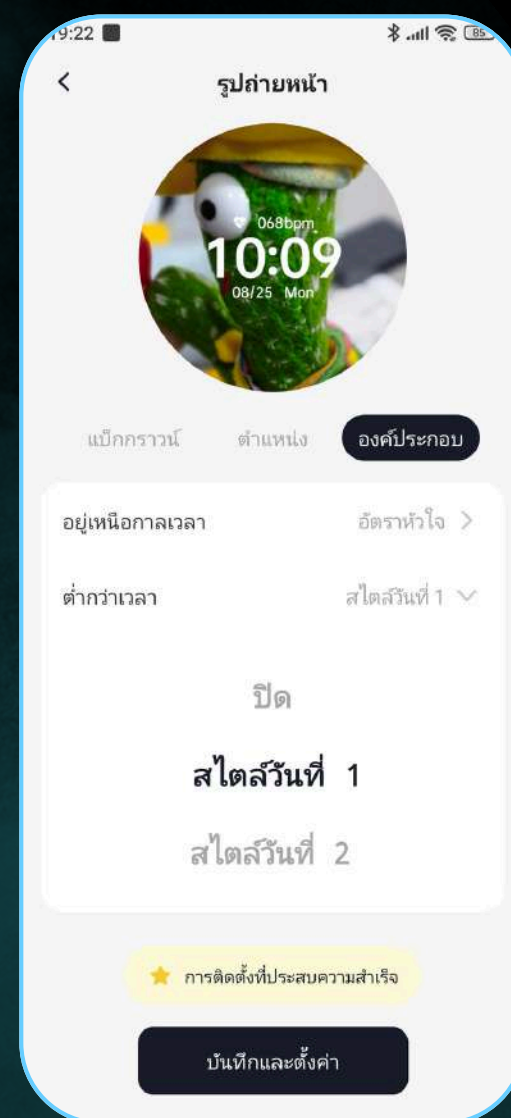 19:22 85
รูปถ่ายหน้า
068bpm
10:09
08/25 Mon
แบ็กกราวน์ ตำแหน่ง องค์ประกอบ
อยู่เหนือกาลเวลา อัตราหัวใจ >
ต่ำกว่าเวลา สไตล์วันที่ 1
ปิด
สไตล์วันที่ 1
สไตล์วันที่ 2
การติดตั้งที่ประสบความสำเร็จ
บันทึกและตั้งค่า